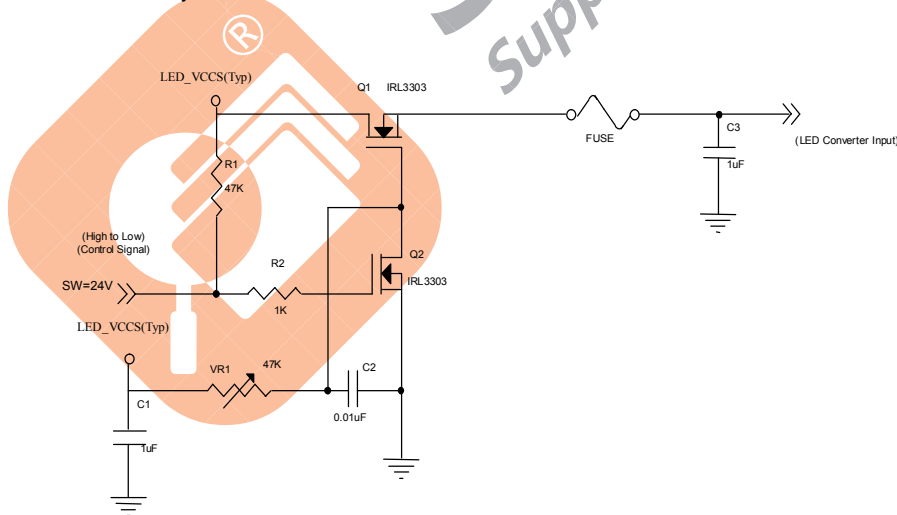 Supp
®
LED_VCCS(Typ)
Q1 IRL3303
FUSE
C3
1uF
(LED Converter Input)
R1
47K
(High to Low)
(Control Signal)
SW=24V
R2
1K
Q2
IRL3303
LED_VCCS(Typ)
VR1
47K
C2
0.01uF
C1
1uF